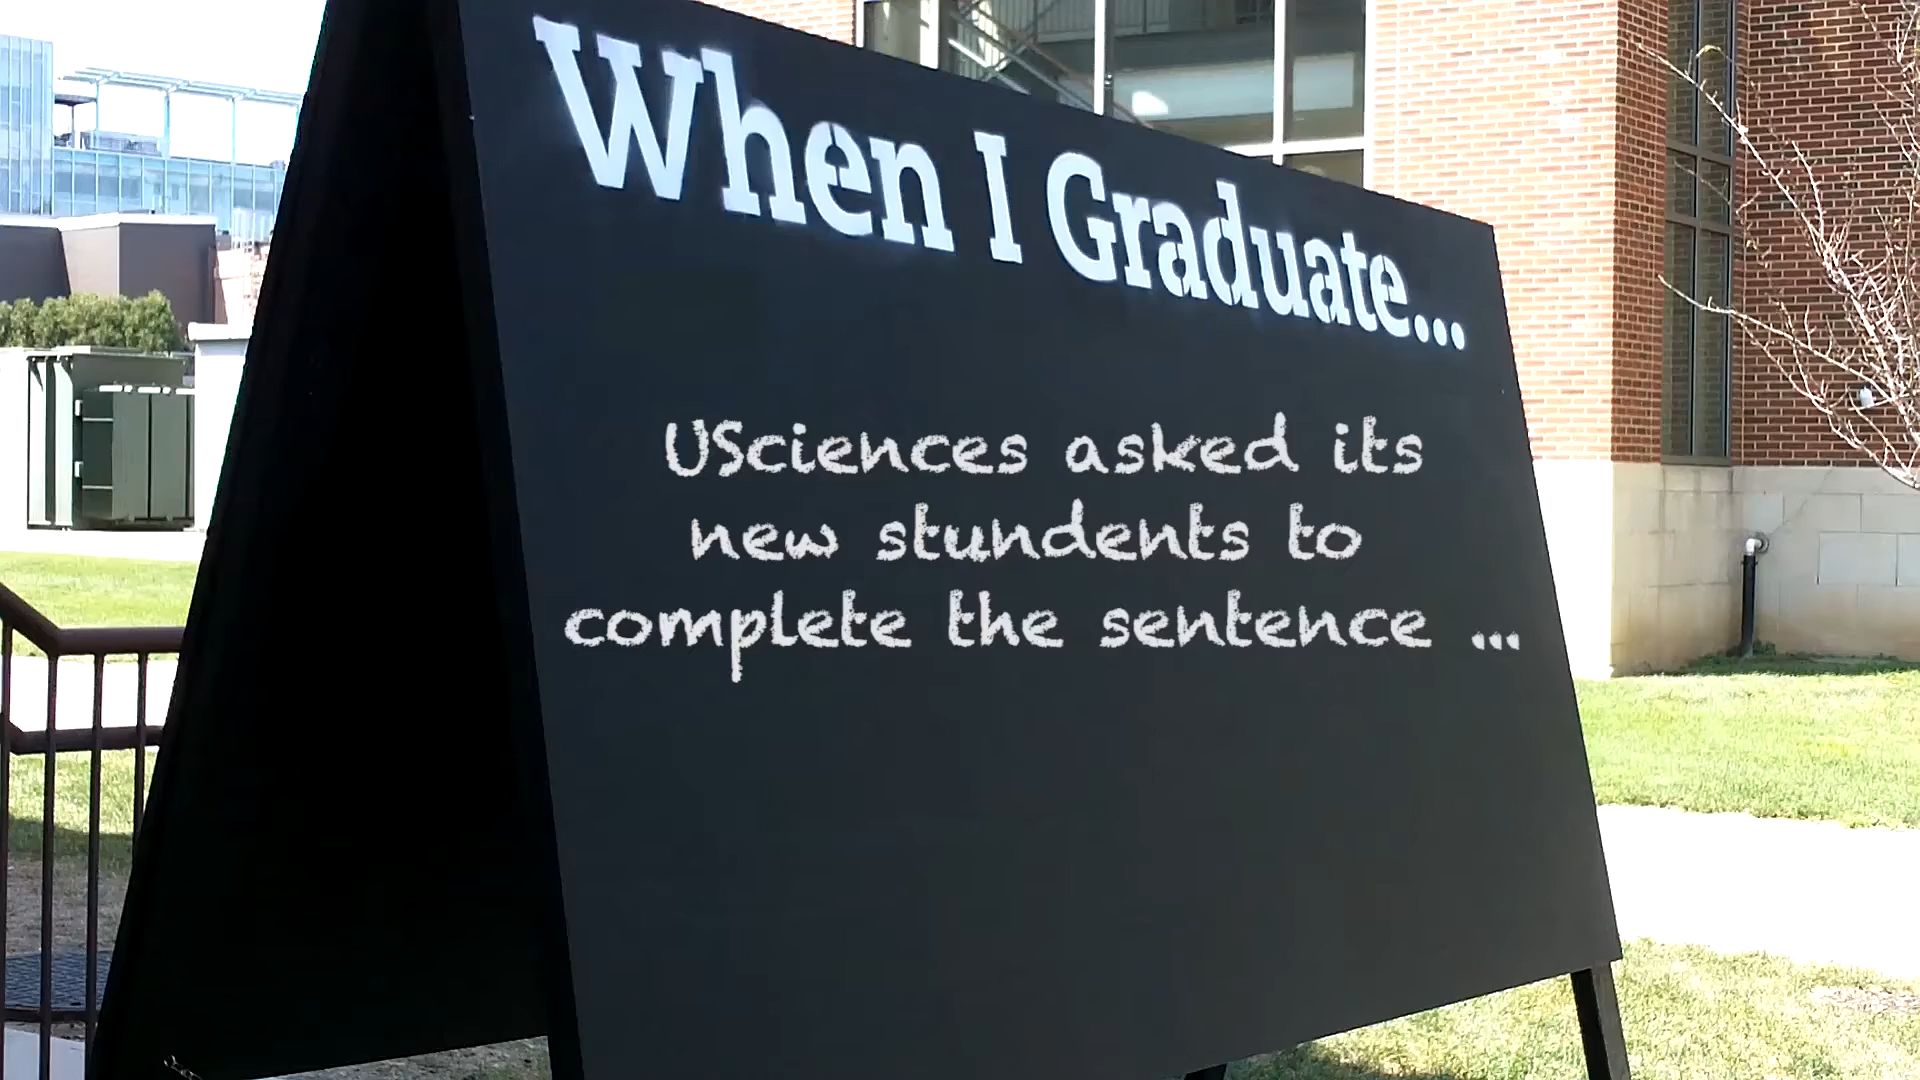 When I Graduate...
USciences asked its
new stundents to
complete the sentence ...